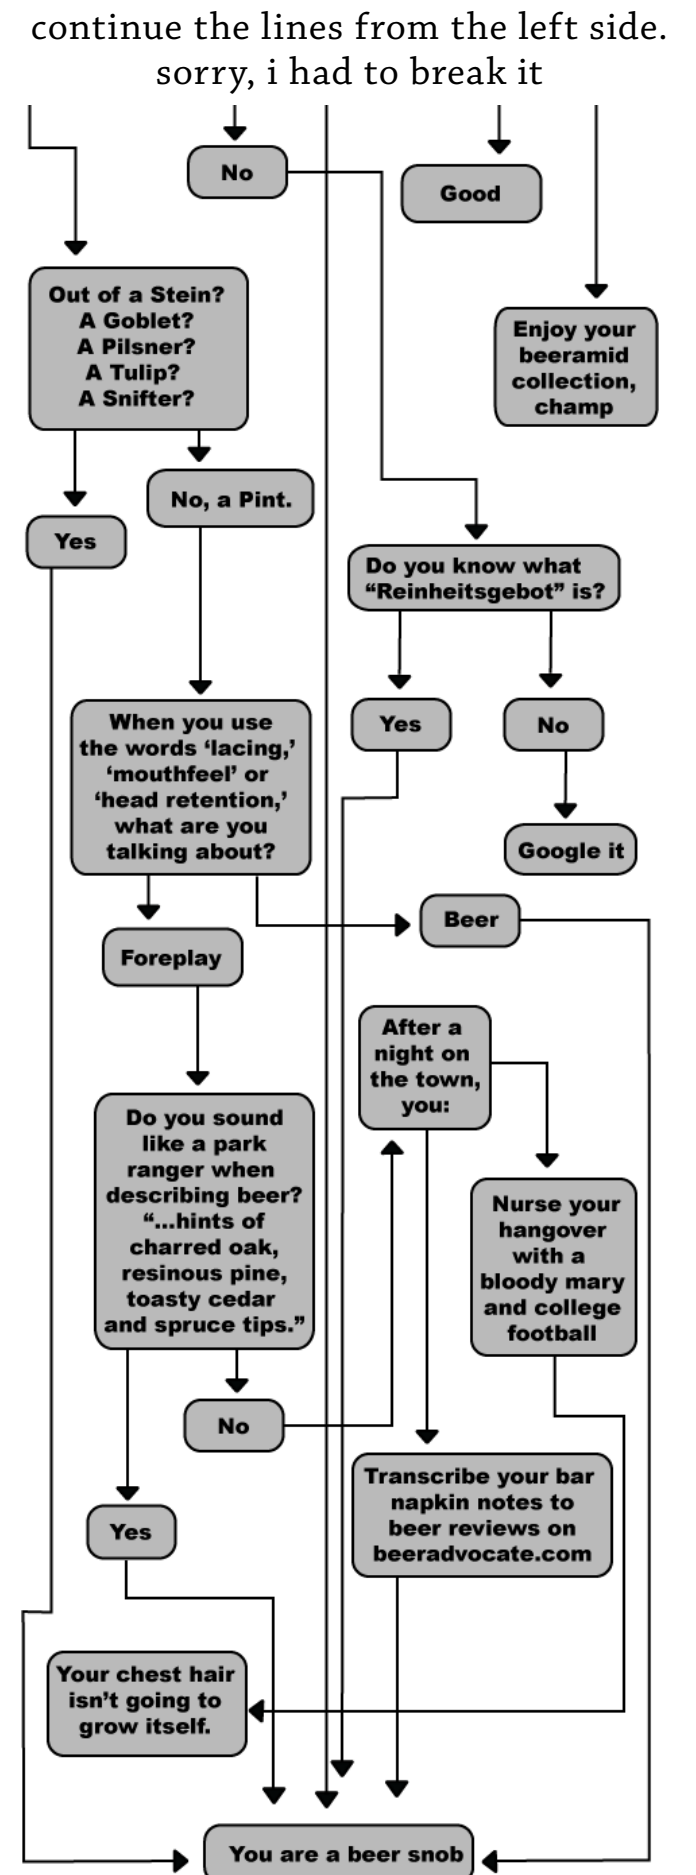 continue the lines from the left side.
sorry, i had to break it
No
Good
Out of a Stein?
A Goblet?
A Pilsner?
A Tulip?
A Snifter?
Enjoy your
beeramid
collection,
champ
No, a Pint.
Yes
Do you know what
“Reinheitsgebot” is?
When you use
the words ‘lacing,’
‘mouthfeel’ or
‘head retention,’
what are you
talking about?
Yes
No
Google it
Beer
Foreplay
After a
night on
the town,
you:
Do you sound
like a park
ranger when
describing beer?
“...hints of
charred oak,
resinous pine,
toasty cedar
and spruce tips.”
Nurse your
hangover
with a
bloody mary
and college
football
No
Transcribe your bar
napkin notes to
beer reviews on
beeradvocate.com
Yes
Your chest hair
isn't going to
grow itself.
You are a beer snob